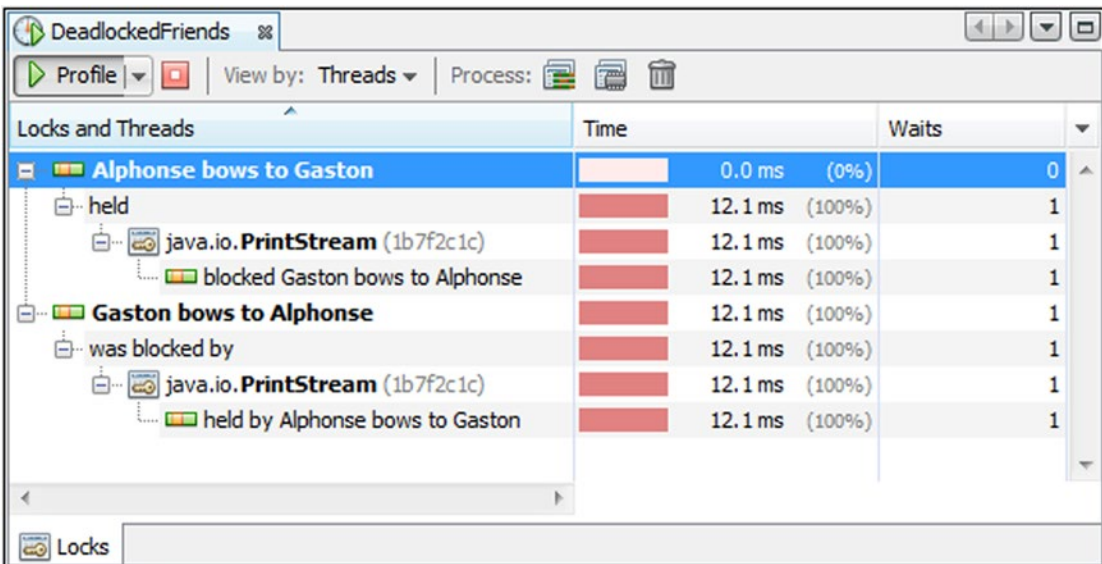 DeadlockedFriends
Profile View by: Threads Process:
Locks and Threads Time Waits
Alphonse bows to Gaston 0.0 ms (0%) 0
held 12.1 ms (100%) 1
java.io.PrintStream (1b7f2c1c) 12.1 ms (100%) 1
blocked Gaston bows to Alphonse 12.1 ms (100%) 1
Gaston bows to Alphonse 12.1 ms (100%) 1
was blocked by 12.1 ms (100%) 1
java.io.PrintStream (1b7f2c1c) 12.1 ms (100%) 1
held by Alphonse bows to Gaston 12.1 ms (100%) 1
Locks